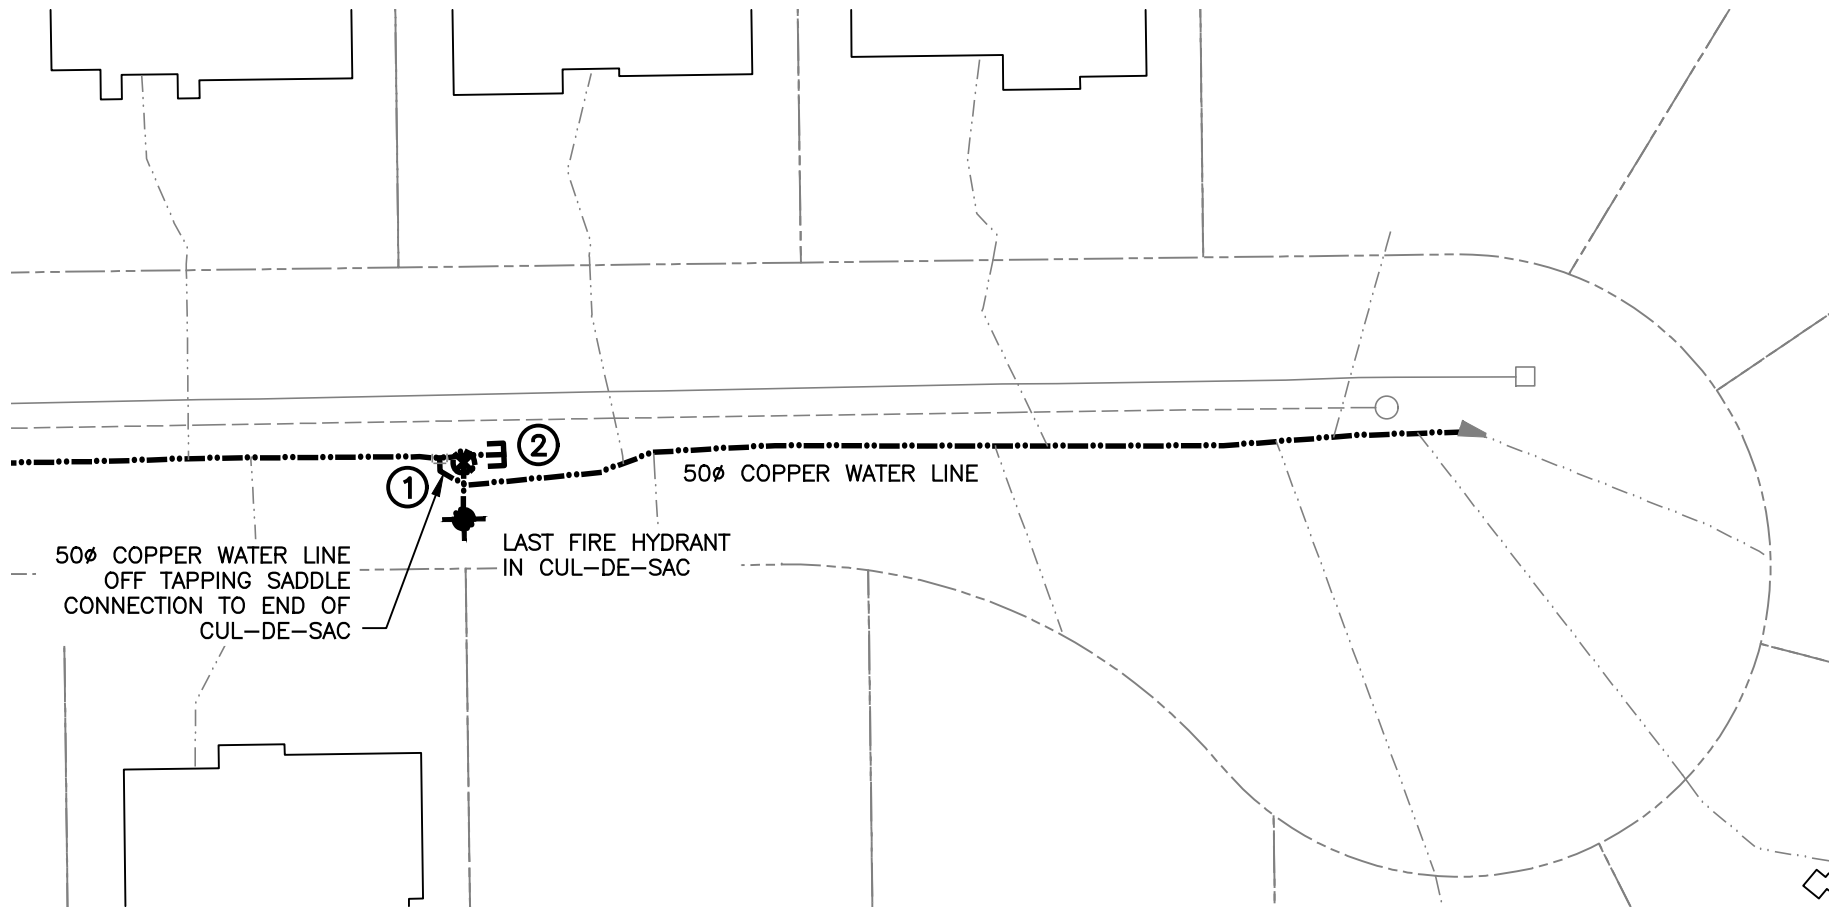 2
1
50ø COPPER WATER LINE
LAST FIRE HYDRANT
IN CUL-DE-SAC
50ø COPPER WATER LINE
OFF TAPPING SADDLE
CONNECTION TO END OF
CUL-DE-SAC